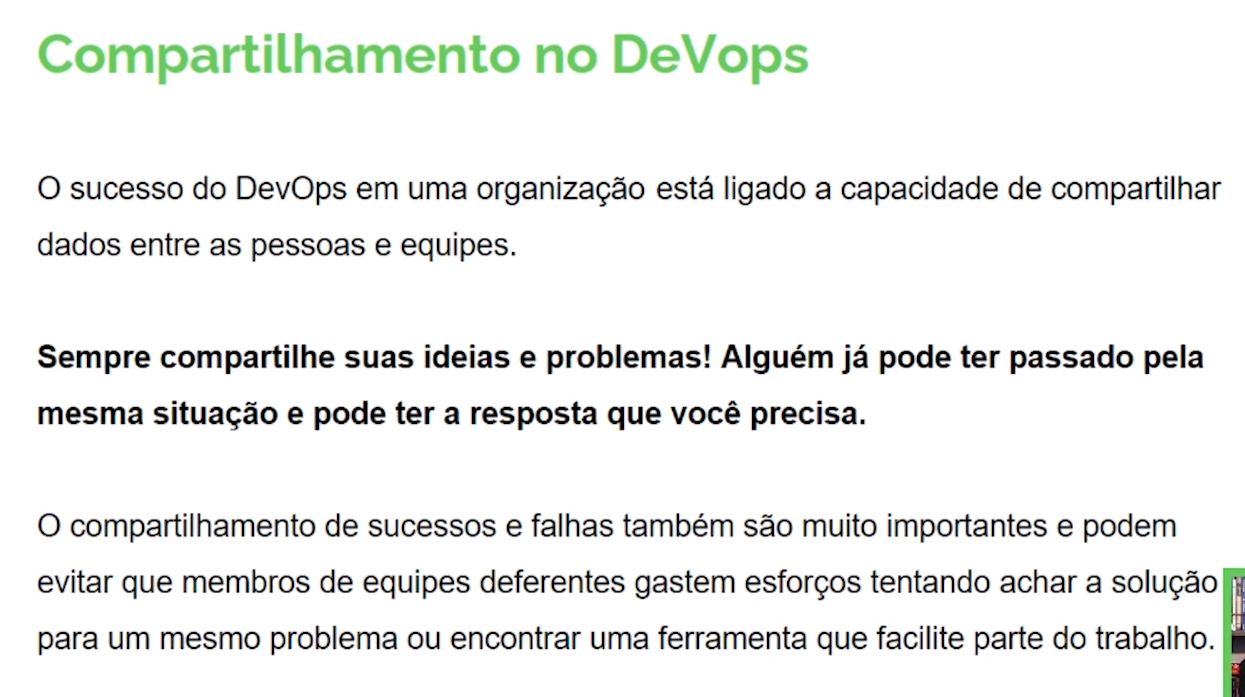 Compartilhamento no DeVops
O sucesso do DevOps em uma organização está ligado a capacidade de compartilhar
dados entre as pessoas e equipes.
Sempre compartilhe suas ideias e problemas! Alguém já pode ter passado pela
mesma situação e pode ter a resposta que você precisa.
O compartilhamento de sucessos e falhas também são muito importantes e podem
evitar que membros de equipes deferentes gastem esforços tentando achar a solução
para um mesmo problema ou encontrar uma ferramenta que facilite parte do trabalho.